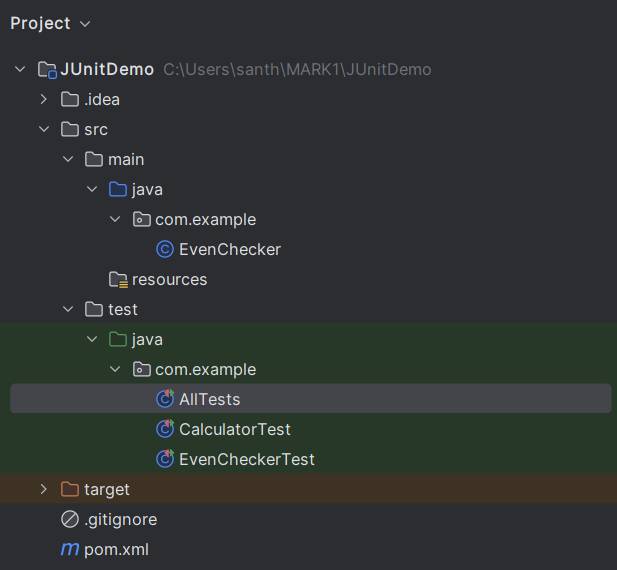 Project
JUnitDemo C:\Users\santh\MARK1\JUnitDemo
.idea
src
main
java
com.example
EvenChecker
resources
test
java
com.example
AllTests
CalculatorTest
EvenCheckerTest
target
.gitignore
pom.xml